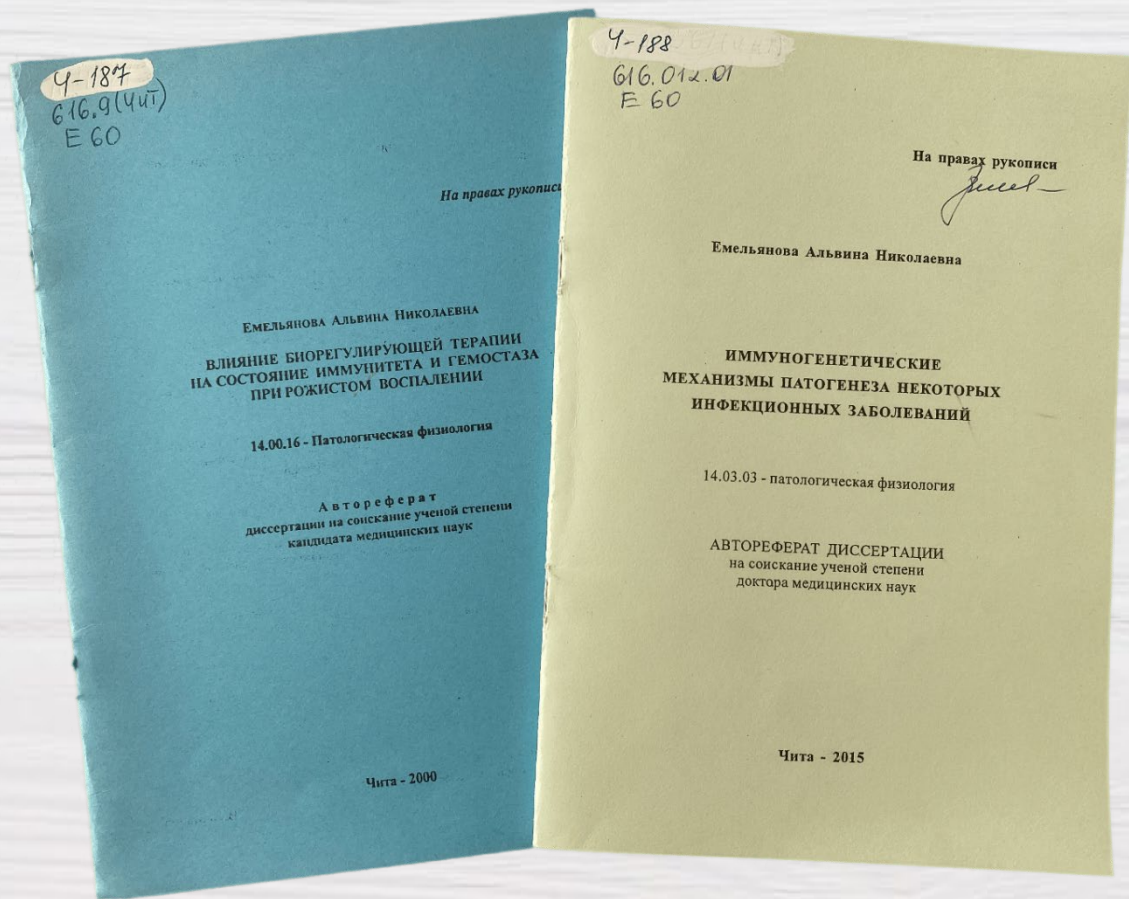 Ч-187
616.9(Чит)
Е 60
На правах рукописи
Емельянова Альвина Николаевна
ВЛИЯНИЕ БИОРЕГУЛИРУЮЩЕЙ ТЕРАПИИ
НА СОСТОЯНИЕ ИММУНИТЕТА И ГЕМОСТАЗА
ПРИ РОЖИСТОМ ВОСПАЛЕНИИ
14.00.16 - Патологическая физиология
Автореферат
диссертации на соискание ученой степени
кандидата медицинских наук
Чита - 2000
Ч-188
616.012.01
Е 60
На правах рукописи
Емельянова Альвина Николаевна
ИММУНОГЕНЕТИЧЕСКИЕ
МЕХАНИЗМЫ ПАТОГЕНЕЗА НЕКОТОРЫХ
ИНФЕКЦИОННЫХ ЗАБОЛЕВАНИЙ
14.03.03 - патологическая физиология
АВТОРЕФЕРАТ ДИССЕРТАЦИИ
на соискание ученой степени
доктора медицинских наук
Чита - 2015